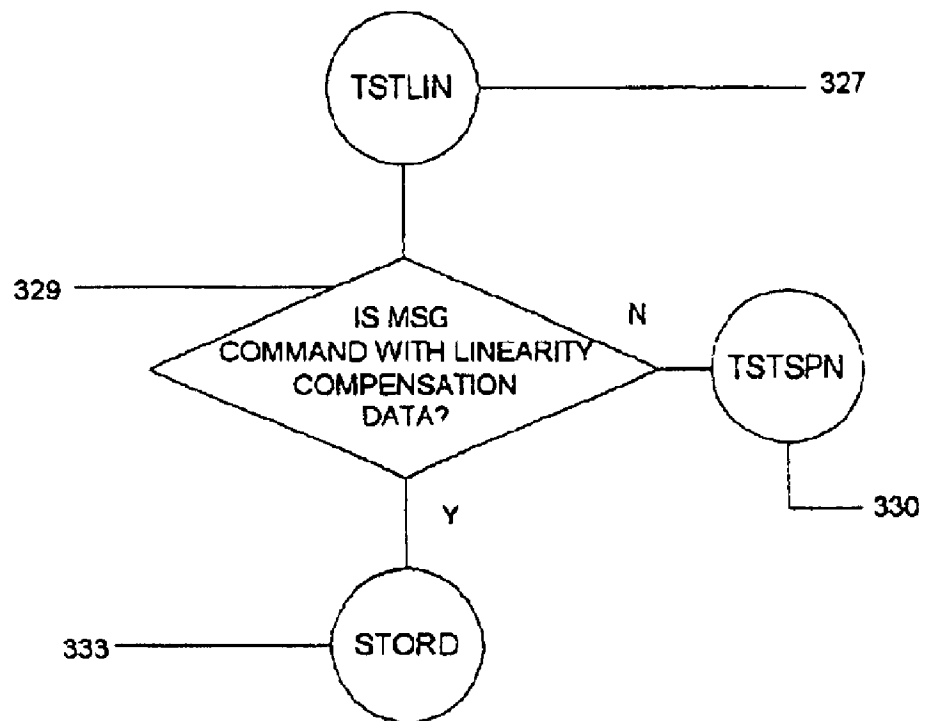 TSTLIN
327
329
IS MSG
COMMAND WITH LINEARITY
COMPENSATION
DATA?
N
TSTSPN
330
Y
333
STORD